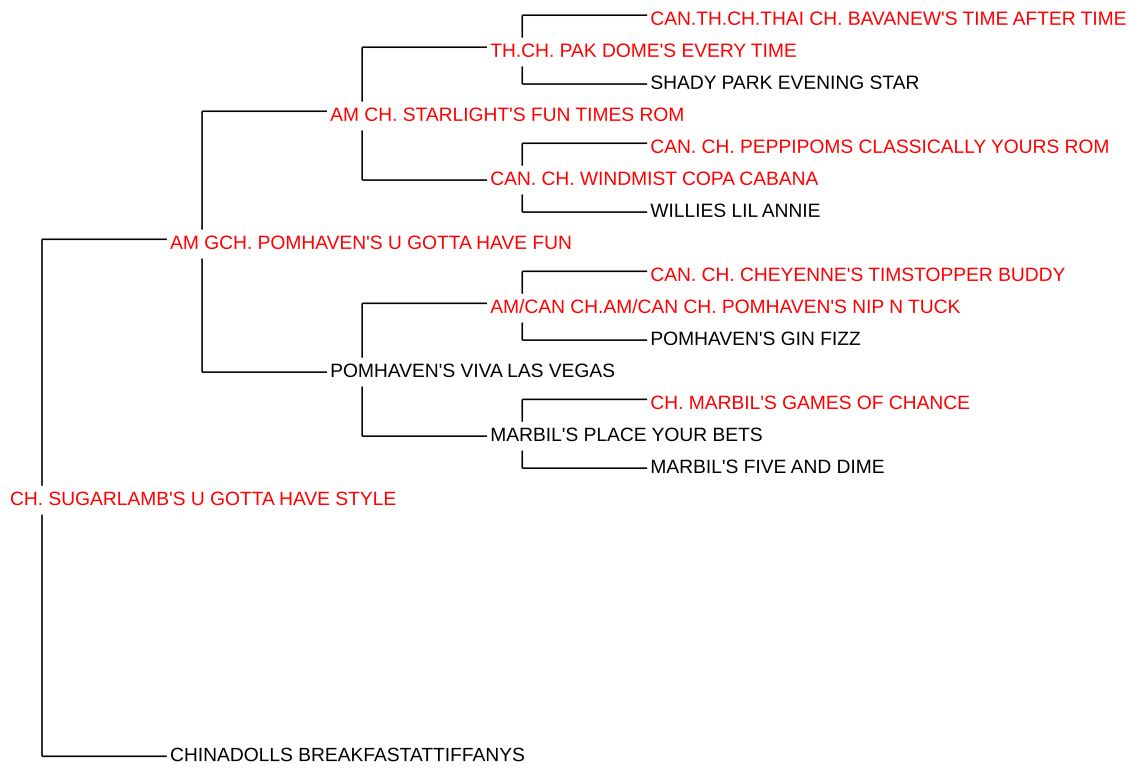 CAN.TH.CH.THAI CH. BAVANEW'S TIME AFTER TIME
TH.CH. PAK DOME'S EVERY TIME
SHADY PARK EVENING STAR
AM CH. STARLIGHT'S FUN TIMES ROM
CAN. CH. PEPPIPOMS CLASSICALLY YOURS ROM
CAN. CH. WINDMIST COPA CABANA
WILLIES LIL ANNIE
AM GCH. POMHAVEN'S U GOTTA HAVE FUN
CAN. CH. CHEYENNE'S TIMSTOPPER BUDDY
AM/CAN CH.AM/CAN CH. POMHAVEN'S NIP N TUCK
POMHAVEN'S GIN FIZZ
POMHAVEN'S VIVA LAS VEGAS
CH. MARBIL'S GAMES OF CHANCE
MARBIL'S PLACE YOUR BETS
MARBIL'S FIVE AND DIME
CH. SUGARLAMB'S U GOTTA HAVE STYLE
CHINADOLLS BREAKFASTATTIFFANYS